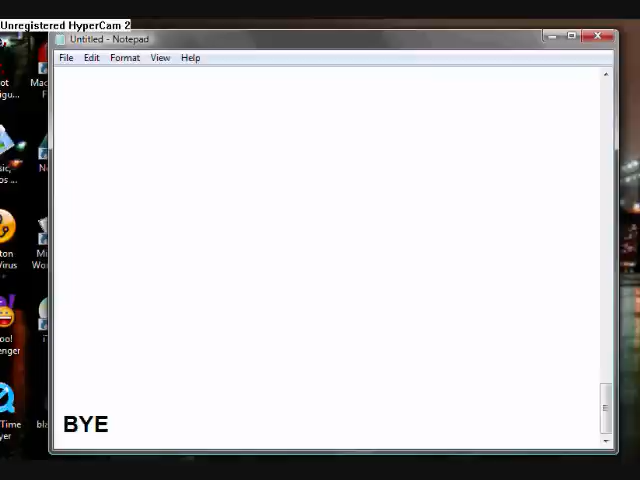 Unregistered HyperCam 2
Untitled - Notepad
File Edit Format View Help
BYE